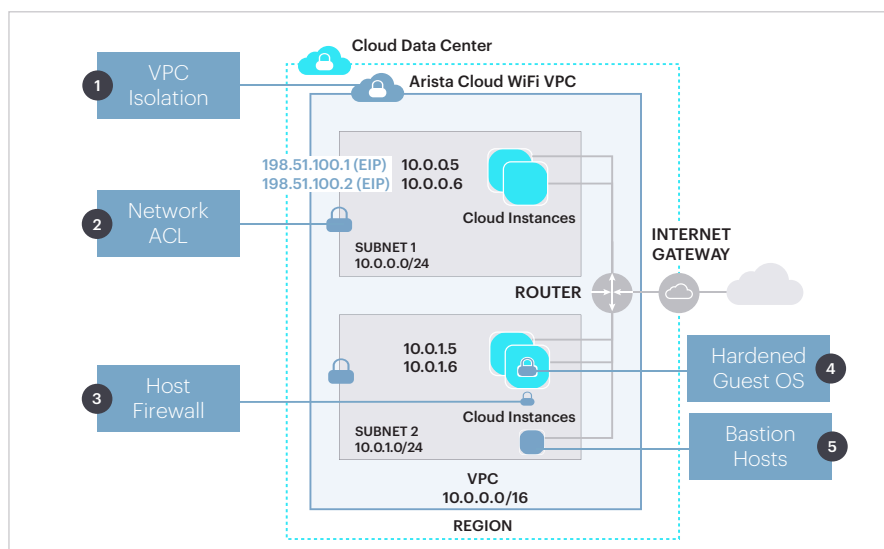 Cloud Data Center
1
VPC
Isolation
Arista Cloud WiFi VPC
198.51.100.1 (EIP) 10.0.0.5
198.51.100.2 (EIP) 10.0.0.6
Cloud Instances
2
Network
ACL
SUBNET 1
10.0.0.0/24
INTERNET
GATEWAY
ROUTER
10.0.1.5
10.0.1.6
3
Host
Firewall
Cloud Instances
SUBNET 2
10.0.1.0/24
Hardened
Guest OS
4
Bastion
Hosts
5
VPC
10.0.0.0/16
REGION